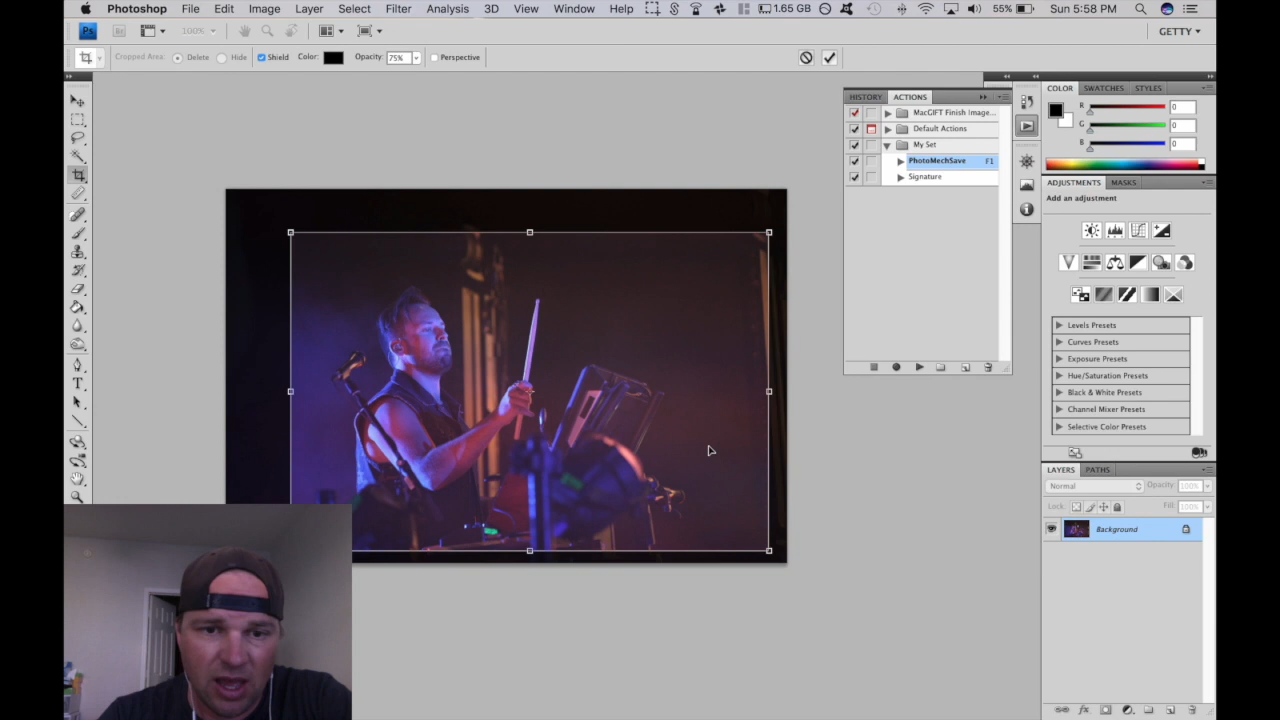 Photoshop File Edit Image Layer Select Filter Analysis 3D View Window Help 1.65 GB 55% Sun 5:58 PM
Ps Br 100% GETTY
Cropped Area: Delete Hide Shield Color: Opacity: 75% Perspective
HISTORY ACTIONS
MacGIFT Finish Image...
Default Actions
My Set
PhotoMechSave F1
Signature
COLOR SWATCHES STYLES
R 0
G 0
B 0
ADJUSTMENTS MASKS
Add an adjustment
Levels Presets
Curves Presets
Exposure Presets
Hue/Saturation Presets
Black & White Presets
Channel Mixer Presets
Selective Color Presets
LAYERS PATHS
Normal Opacity: 100%
Lock: Fill: 100%
Background